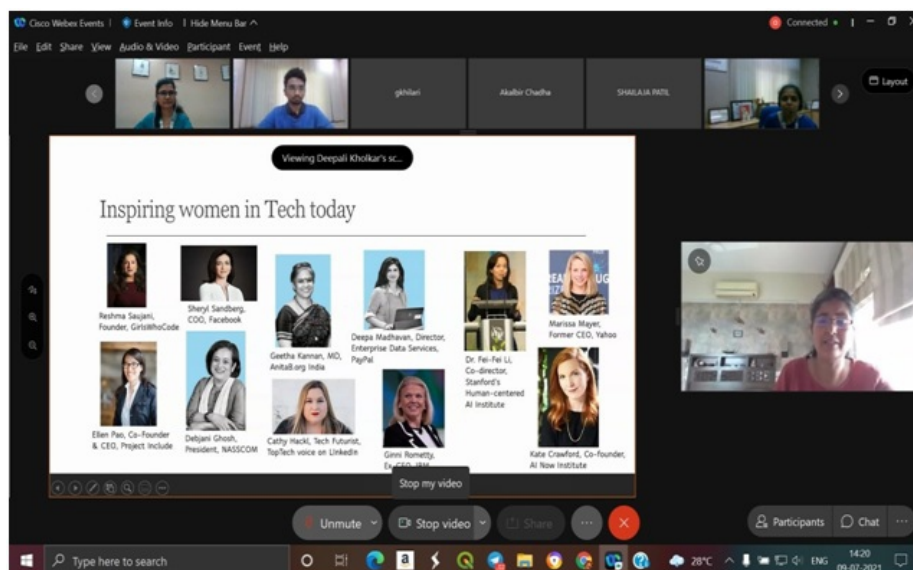 Cisco Webex Events
Event Info
Hide Menu Bar
Connected
File Edit Share View Audio & Video Participant Event Help
gkhilari
Akalbir Chadha
SHAILAJA PATIL
Layout
Viewing Deepali Kholkar's sc...
Inspiring women in Tech today
Reshma Saujani,
Founder, GirlsWhoCode
Sheryl Sandberg,
COO, Facebook
Geetha Kannan, MD,
AnitaB.org India
Deepa Madhavan, Director,
Enterprise Data Services,
PayPal
Dr. Fei-Fei Li,
Co-director,
Stanford's
Human-centered
AI Institute
Marissa Mayer,
Former CEO, Yahoo
Ellen Pao, Co-Founder
& CEO, Project Include
Debjani Ghosh,
President, NASSCOM
Cathy Hackl, Tech Futurist,
TopTech voice on LinkedIn
Ginni Rometty,
Ex-CEO, IBM
Kate Crawford, Co-founder,
AI Now Institute
Stop my video
Unmute
Stop video
Share
Participants
Chat
Type here to search
28°C
ENG
14:20
09-07-2021